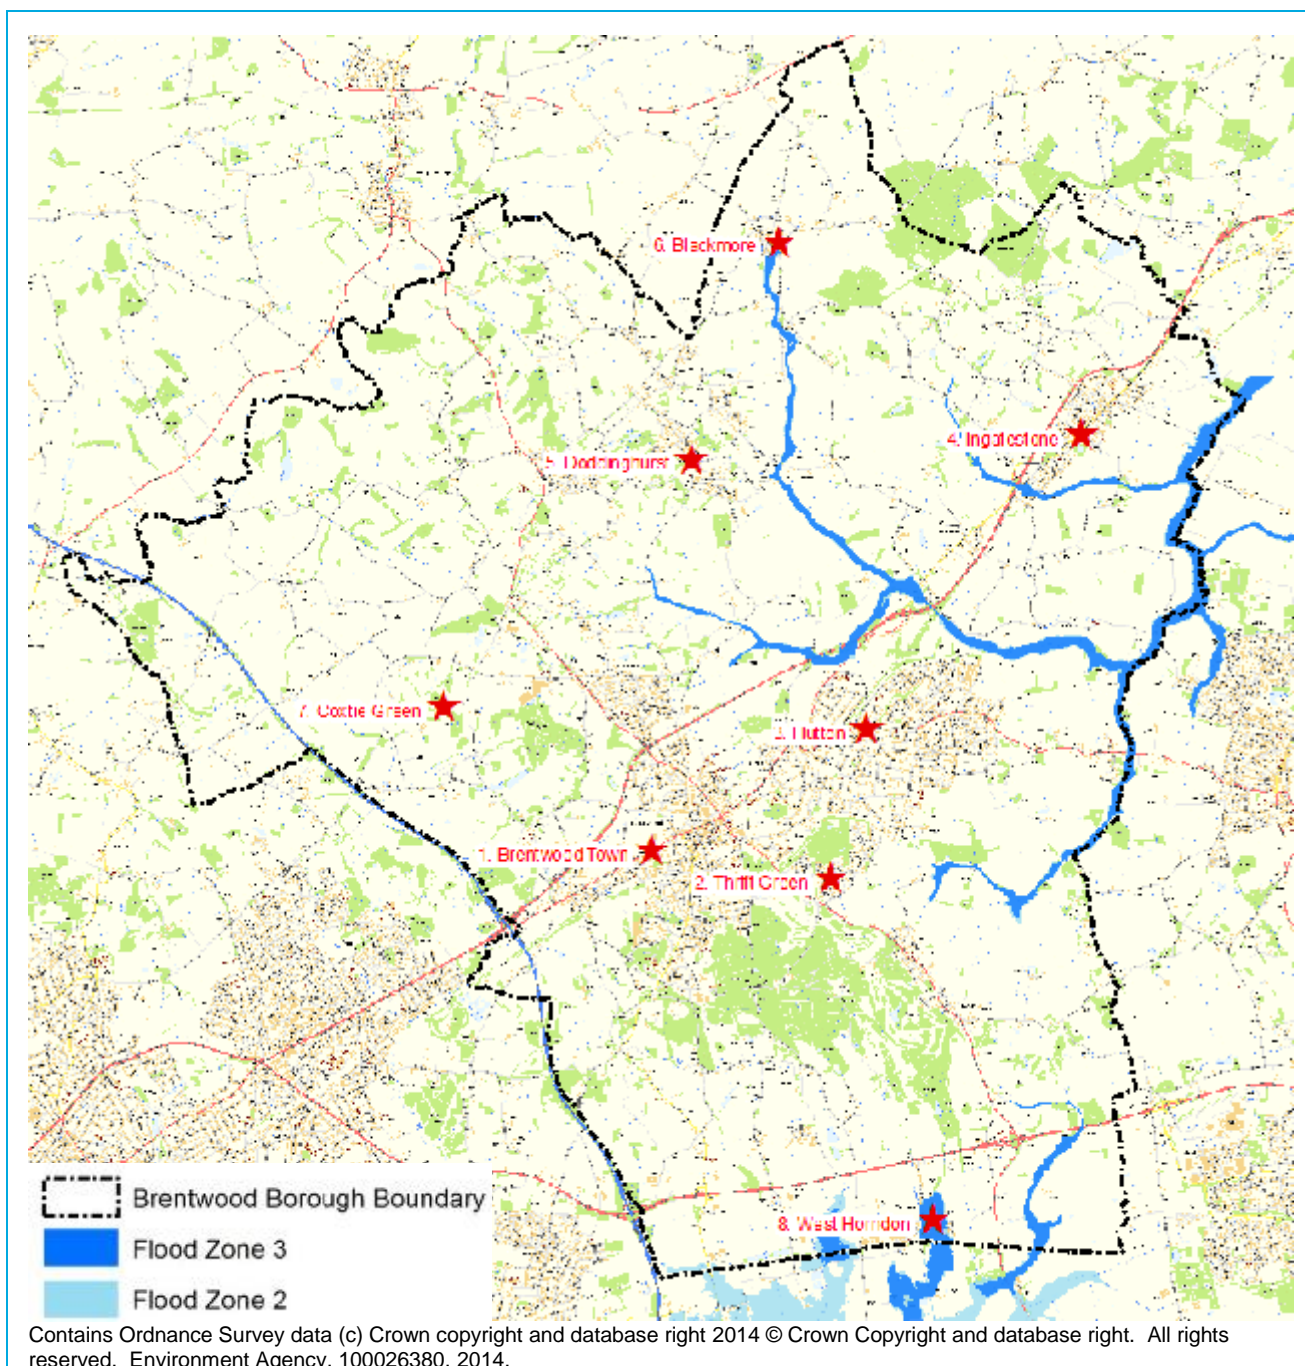 6. Blackmore
4. Ingatestone
5. Doddinghurst
7. Coxtie Green
3. Hutton
1. Brentwood Town
2. Thrift Green
8. West Horndon
Brentwood Borough Boundary
Flood Zone 3
Flood Zone 2
Contains Ordnance Survey data (c) Crown copyright and database right 2014 © Crown Copyright and database right.  All rights
reserved.  Environment Agency, 100026380, 2014.